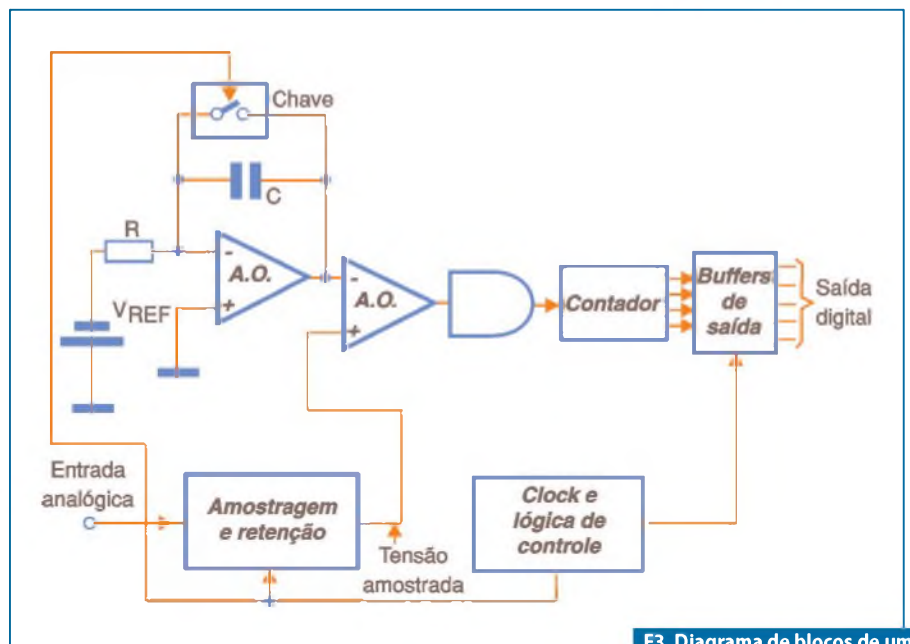 Chave
C
R
-
A.O.
+
VREF
-
A.O.
+
Contador
Buffers
de
saída
Saída
digital
Entrada
analógica
Amostragem
e retenção
Tensão
amostrada
Clock e
lógica de
controle
F3. Diagrama de blocos de um